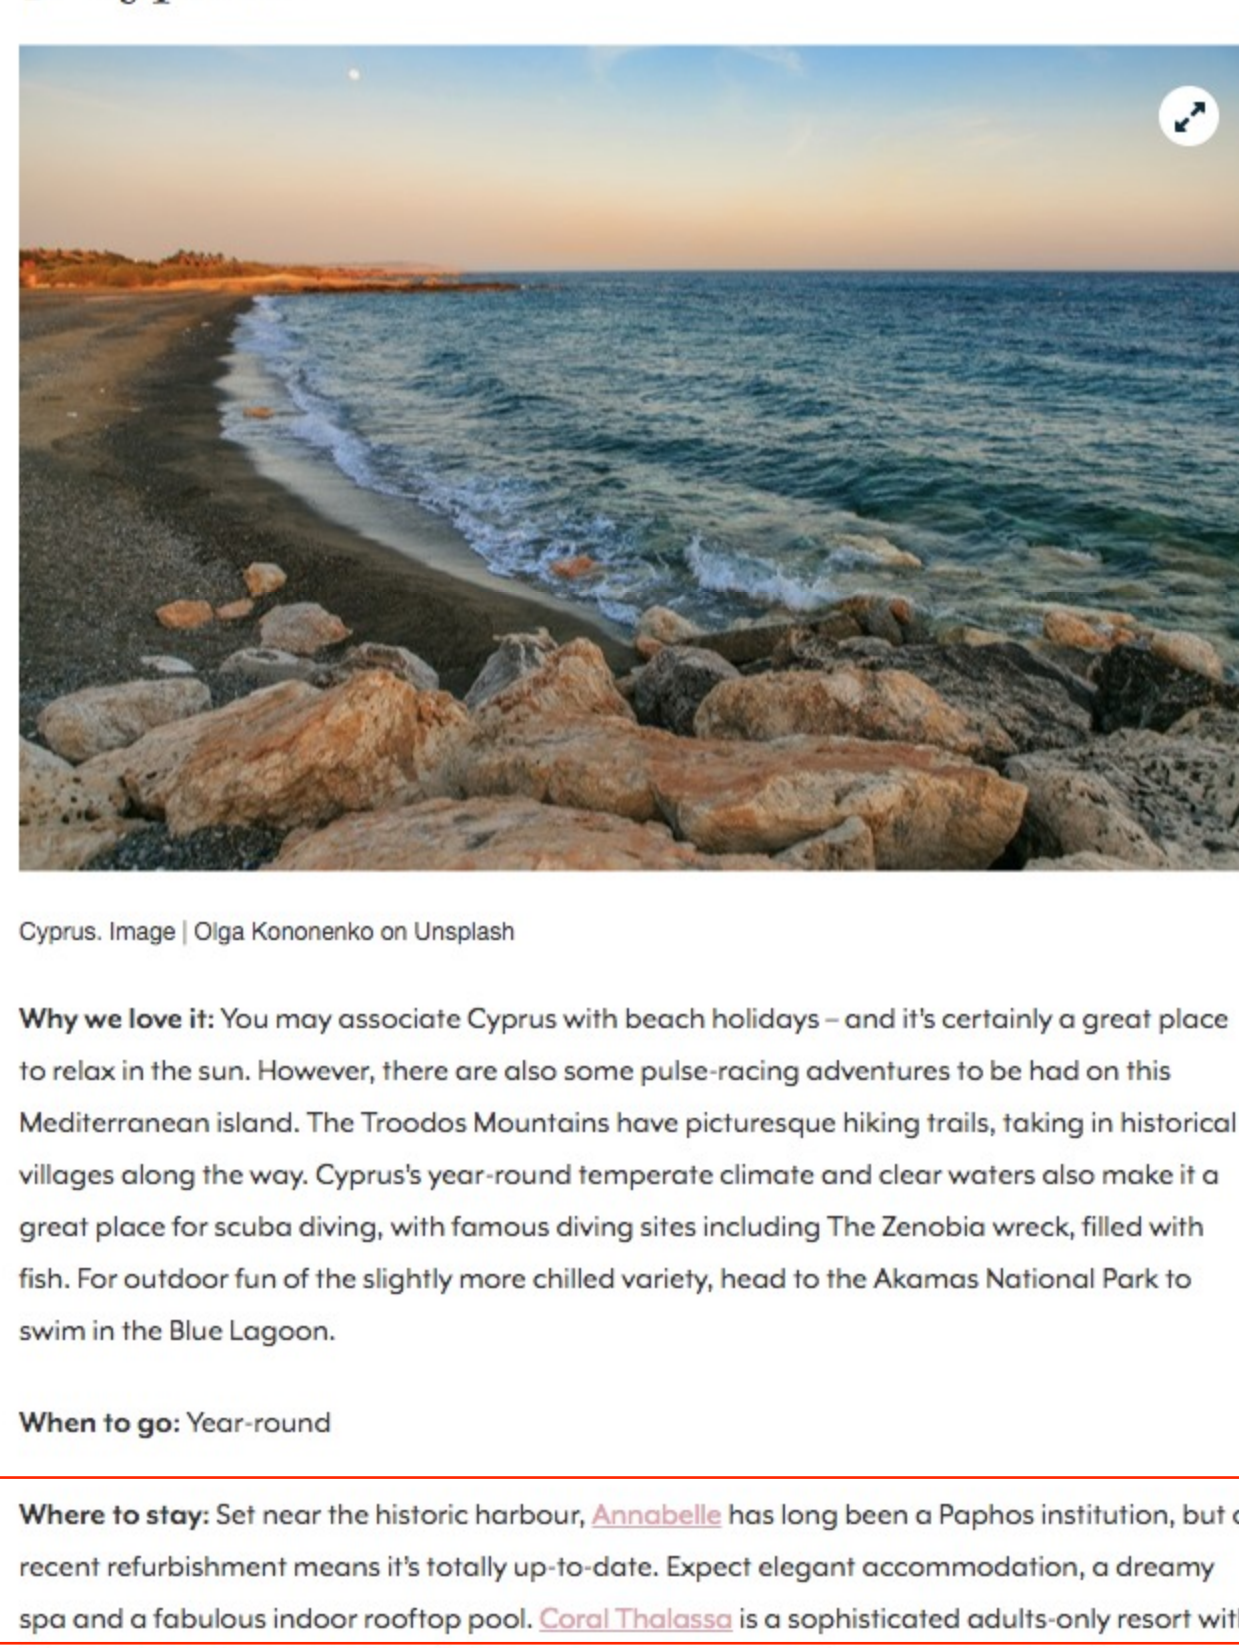 Cyprus. Image | Olga Kononenko on Unsplash
Why we love it: You may associate Cyprus with beach holidays – and it's certainly a great place
to relax in the sun. However, there are also some pulse-racing adventures to be had on this
Mediterranean island. The Troodos Mountains have picturesque hiking trails, taking in historical
villages along the way. Cyprus's year-round temperate climate and clear waters also make it a
great place for scuba diving, with famous diving sites including The Zenobia wreck, filled with
fish. For outdoor fun of the slightly more chilled variety, head to the Akamas National Park to
swim in the Blue Lagoon.
When to go: Year-round
Where to stay: Set near the historic harbour, Annabelle has long been a Paphos institution, but
recent refurbishment means it's totally up-to-date. Expect elegant accommodation, a dreamy
spa and a fabulous indoor rooftop pool. Coral Thalassa is a sophisticated adults-only resort